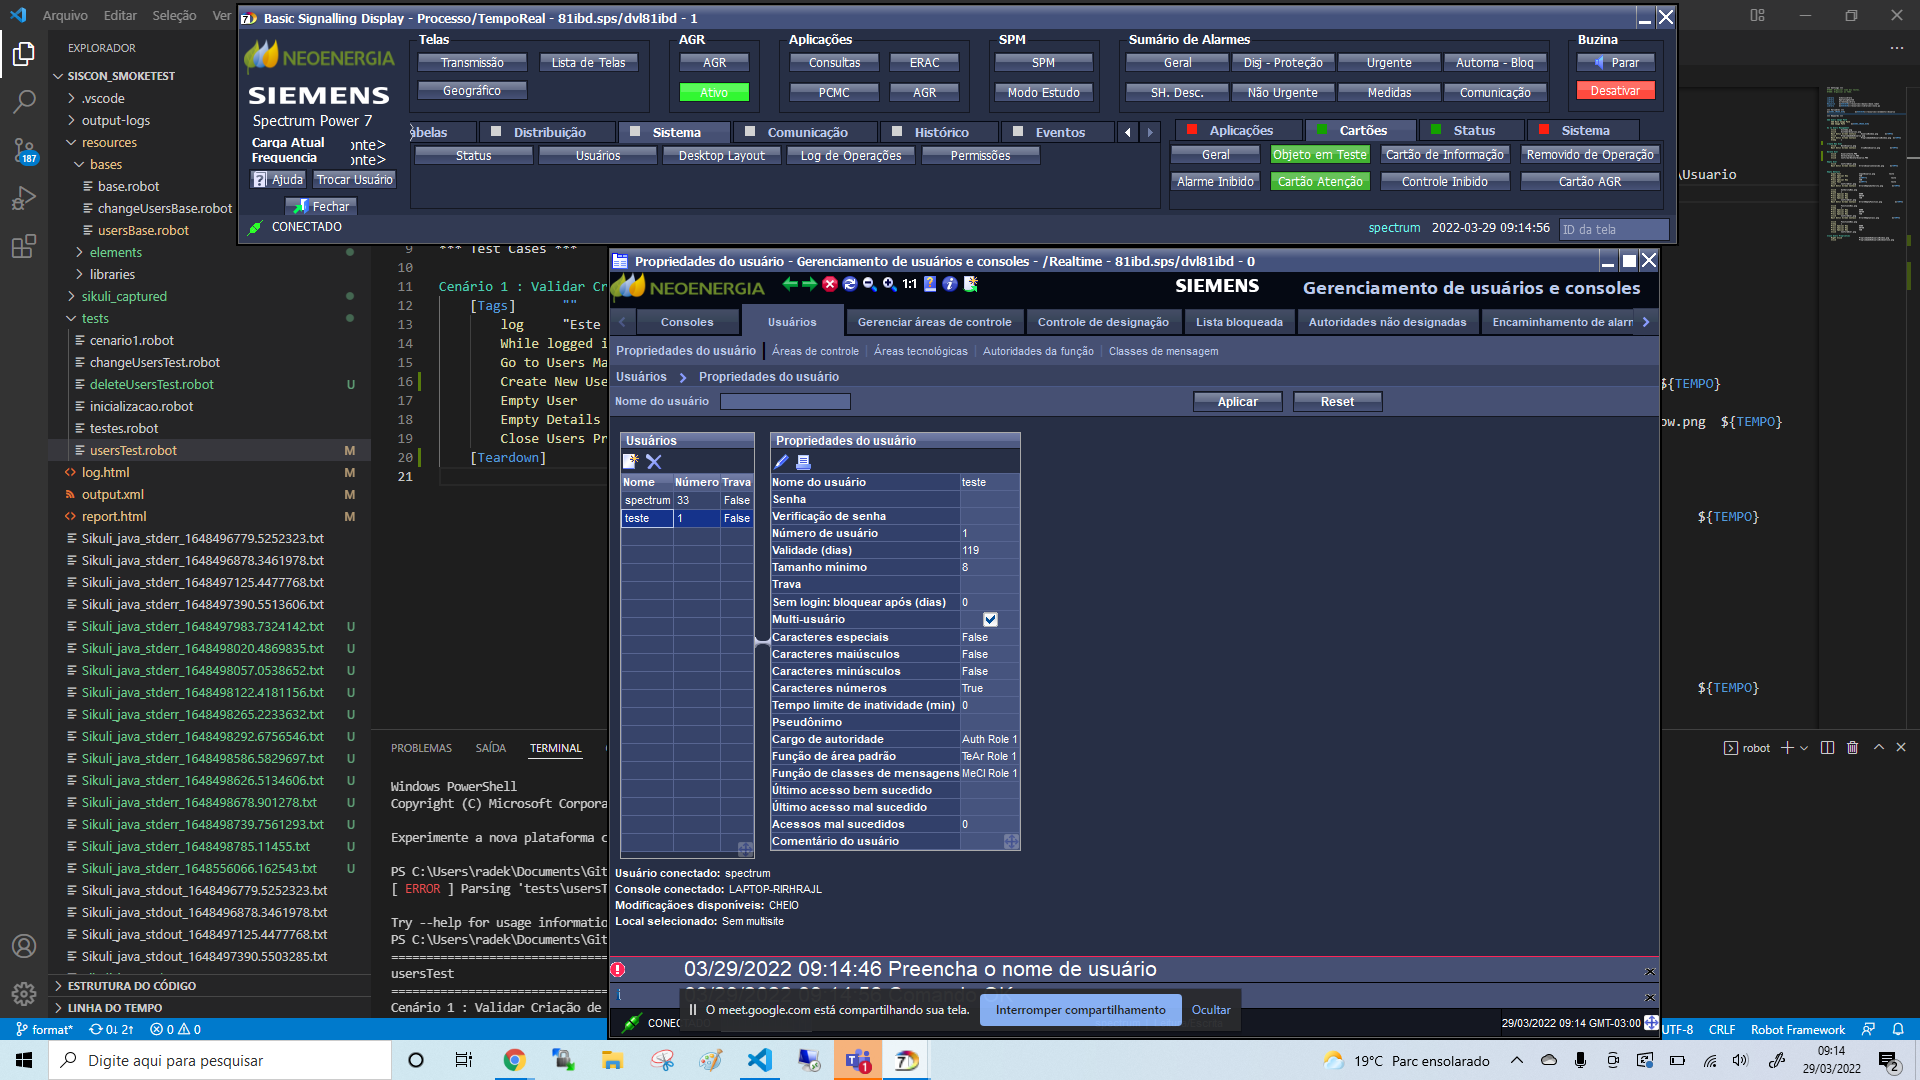 Arquivo Editar Seleção Ver
EXPLORADOR
SISCON_SMOKETEST
.vscode
output-logs
resources
bases
base.robot
changeUsersBase.robot
usersBase.robot
elements
libraries
sikuli_captured
tests
cenario1.robot
changeUsersTest.robot
deleteUsersTest.robot U
inicializacao.robot
testes.robot
usersTest.robot M
log.html M
output.xml M
report.html M
Sikuli_java_stderr_1648496779.5252323.txt
Sikuli_java_stderr_1648496878.3461978.txt
Sikuli_java_stderr_1648497125.4477768.txt
Sikuli_java_stderr_1648497390.5513606.txt
Sikuli_java_stderr_1648497983.7324142.txt U
Sikuli_java_stderr_1648498020.4869835.txt U
Sikuli_java_stderr_1648498057.0538652.txt U
Sikuli_java_stderr_1648498122.4181156.txt U
Sikuli_java_stderr_1648498265.2233632.txt U
Sikuli_java_stderr_1648498292.6756546.txt U
Sikuli_java_stderr_1648498586.5829697.txt U
Sikuli_java_stderr_1648498626.5134606.txt U
Sikuli_java_stderr_1648498678.901278.txt U
Sikuli_java_stderr_1648498739.7561293.txt U
Sikuli_java_stderr_1648498785.11455.txt U
Sikuli_java_stderr_1648556066.162543.txt U
Sikuli_java_stdout_1648496779.5252323.txt
Sikuli_java_stdout_1648496878.3461978.txt
Sikuli_java_stdout_1648497125.4477768.txt
Sikuli_java_stdout_1648497390.5503285.txt
ESTRUTURA DO CÓDIGO
LINHA DO TEMPO
187
Basic Signalling Display - Processo/TempoReal - 81ibd.sps/dvl81ibd - 1
NEOENERGIA
SIEMENS
Spectrum Power 7
Carga Atual onte>
Frequencia onte>
Ajuda Trocar Usuário
Fechar
CONECTADO
Telas
Transmissão Lista de Telas
Geográfico
AGR
AGR
Ativo
Aplicações
Consultas ERAC
PCMC AGR
SPM
SPM
Modo Estudo
Sumário de Alarmes
Geral Disj - Proteção Urgente Automa - Bloq
SH. Desc. Não Urgente Medidas Comunicação
Buzina
Parar
Desativar
abelas Distribuição Sistema Comunicação Histórico Eventos
Status Usuários Desktop Layout Log de Operações Permissões
Aplicações Cartões Status Sistema
Geral Objeto em Teste Cartão de Informação Removido de Operação
Alarme Inibido Cartão Atenção Controle Inibido Cartão AGR
spectrum 2022-03-29 09:14:56 ID da tela
\Usuario
9 *** Test Cases ***
10
11 Cenário 1 : Validar Cr
12 [Tags] ""
13 log "Este
14 While logged i
15 Go to Users Ma
16 Create New Use
17 Empty User
18 Empty Details
19 Close Users Pr
20 [Teardown]
21
${TEMPO}
ow.png ${TEMPO}
${TEMPO}
${TEMPO}
Propriedades do usuário - Gerenciamento de usuários e consoles - /Realtime - 81ibd.sps/dvl81ibd - 0
NEOENERGIA 1:1 SIEMENS Gerenciamento de usuários e consoles
Consoles Usuários Gerenciar áreas de controle Controle de designação Lista bloqueada Autoridades não designadas Encaminhamento de alarn
Propriedades do usuário Áreas de controle Áreas tecnológicas Autoridades da função Classes de mensagem
Usuários Propriedades do usuário
Nome do usuário Aplicar Reset
Usuários
Nome Número Trava
spectrum 33 False
teste 1 False
Propriedades do usuário
Nome do usuário teste
Senha
Verificação de senha
Número de usuário 1
Validade (dias) 119
Tamanho mínimo 8
Trava
Sem login: bloquear após (dias) 0
Multi-usuário
Caracteres especiais False
Caracteres maiúsculos False
Caracteres minúsculos False
Caracteres números True
Tempo limite de inatividade (min) 0
Pseudônimo
Cargo de autoridade Auth Role 1
Função de área padrão TeAr Role 1
Função de classes de mensagens MeCl Role 1
Último acesso bem sucedido
Último acesso mal sucedido
Acessos mal sucedidos 0
Comentário do usuário
Usuário conectado: spectrum
Console conectado: LAPTOP-RIRHRAJL
Modificaçãoes disponíveis: CHEIO
Local selecionado: Sem multisite
03/29/2022 09:14:46 Preencha o nome de usuário
O meet.google.com está compartilhando sua tela. Interromper compartilhamento Ocultar
CONE
29/03/2022 09:14 GMT-03:00
PROBLEMAS SAÍDA TERMINAL
robot
Windows PowerShell
Copyright (C) Microsoft Corpora
Experimente a nova plataforma c
PS C:\Users\radek\Documents\Git
[ ERROR ] Parsing 'tests\usersT
Try --help for usage informatio
PS C:\Users\radek\Documents\Git
==============================
usersTest
==============================
Cenário 1 : Validar Criação de
format* 0↓ 2↑ 0 0 UTF-8 CRLF Robot Framework
Digite aqui para pesquisar
1
19°C Parc ensolarado
09:14
29/03/2022
2